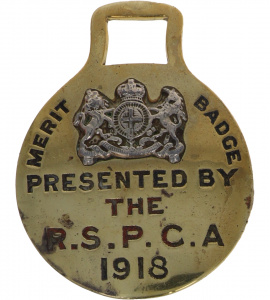 MERIT BADGE
PRESENTED BY
THE
R.S.P.C.A
1918